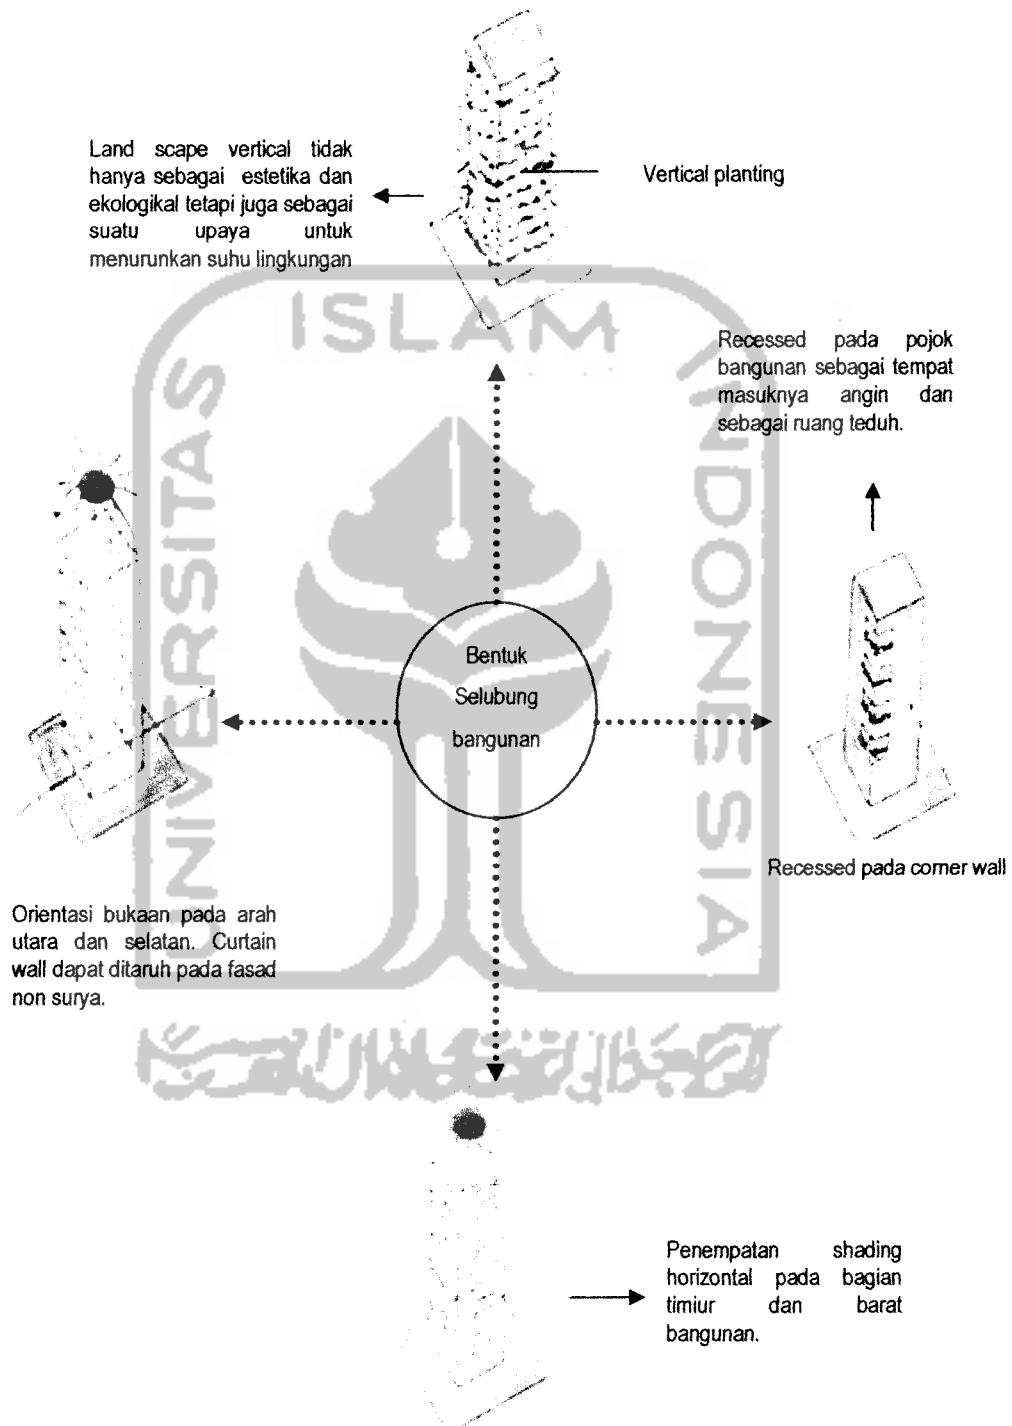 Land scape vertical tidak
hanya sebagai estetika dan
ekologikal tetapi juga sebagai
suatu upaya untuk
menurunkan suhu lingkungan
Vertical planting
ISLAM
UNIVERSITAS
INDONESIA
Recessed pada pojok
bangunan sebagai tempat
masuknya angin dan
sebagai ruang teduh.
Bentuk
Selubung
bangunan
Recessed pada corner wall
Orientasi bukaan pada arah
utara dan selatan. Curtain
wall dapat ditaruh pada fasad
non surya.
Penempatan shading
horizontal pada bagian
timiur dan barat
bangunan.